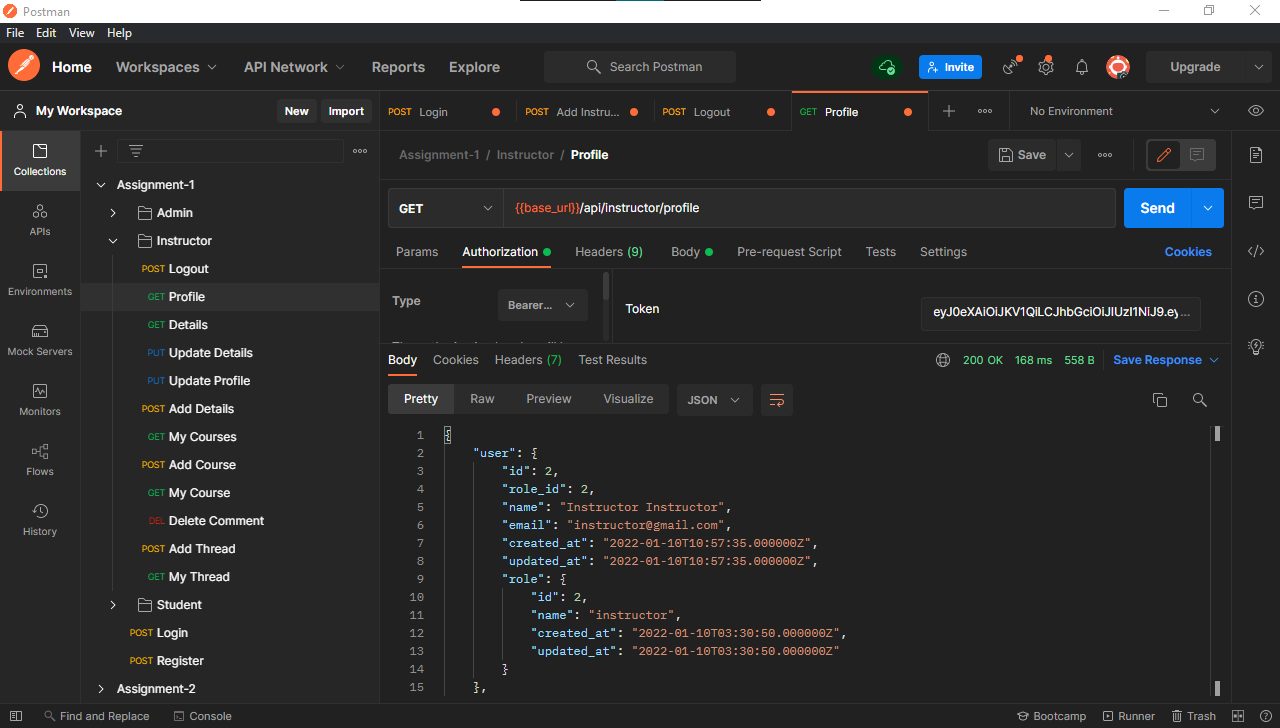 Postman
File Edit View Help
Home Workspaces API Network Reports Explore Search Postman Invite Upgrade
My Workspace New Import
POST Login POST Add Instru... POST Logout GET Profile No Environment
Assignment-1 / Instructor / Profile Save
GET {{base_url}}/api/instructor/profile Send
Params Authorization Headers (9) Body Pre-request Script Tests Settings Cookies
Type Bearer... Token eyJ0eXAiOiJKV1QiLCJhbGciOiJIUzI1NiJ9.ey...
Collections
APIs
Environments
Mock Servers
Monitors
Flows
History
Assignment-1
Admin
Instructor
POST Logout
GET Profile
GET Details
PUT Update Details
PUT Update Profile
POST Add Details
GET My Courses
POST Add Course
GET My Course
DEL Delete Comment
POST Add Thread
GET My Thread
Student
POST Login
POST Register
Assignment-2
Body Cookies Headers (7) Test Results 200 OK 168 ms 558 B Save Response
Pretty Raw Preview Visualize JSON
1 {
2 "user": {
3 "id": 2,
4 "role_id": 2,
5 "name": "Instructor Instructor",
6 "email": "instructor@gmail.com",
7 "created_at": "2022-01-10T10:57:35.000000Z",
8 "updated_at": "2022-01-10T10:57:35.000000Z",
9 "role": {
10 "id": 2,
11 "name": "instructor",
12 "created_at": "2022-01-10T03:30:50.000000Z",
13 "updated_at": "2022-01-10T03:30:50.000000Z"
14 }
15 },
Find and Replace Console Bootcamp Runner Trash